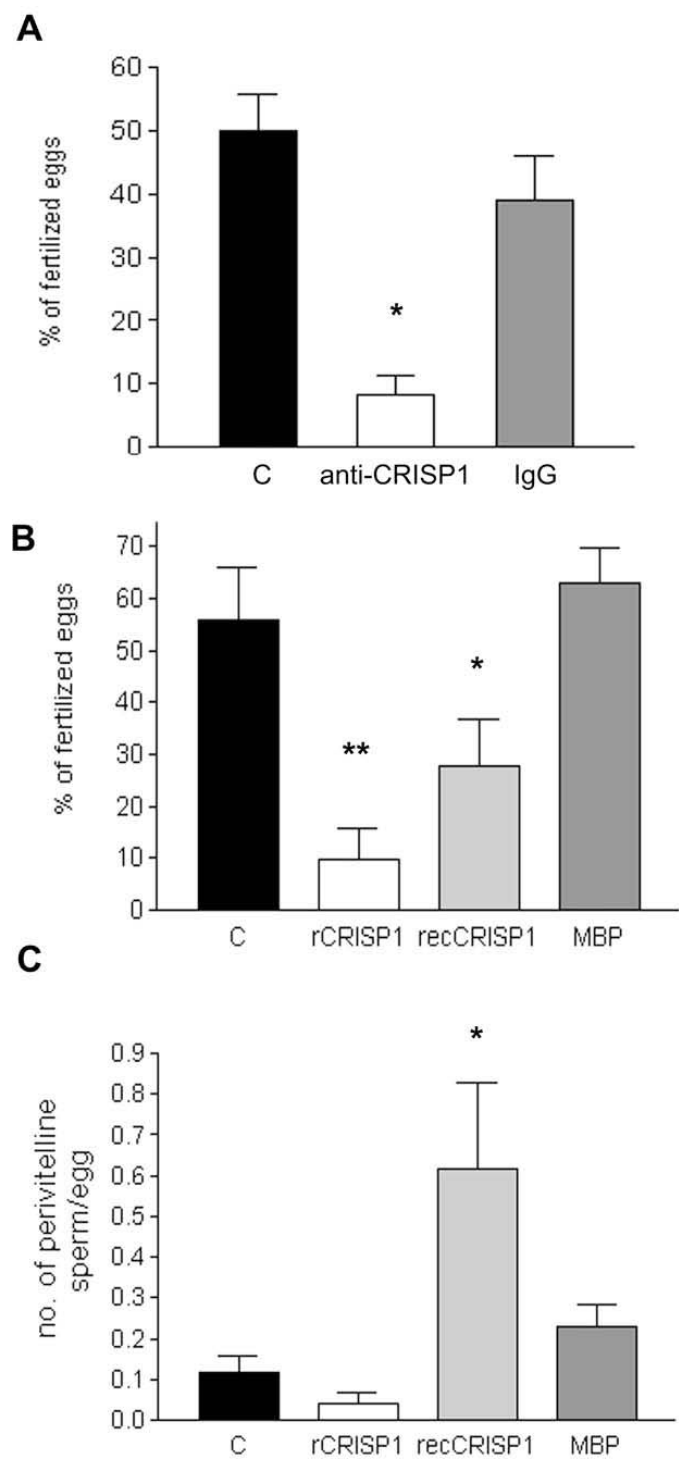 A
% of fertilized eggs
60
50
40
30
20
10
0
*
C anti-CRISP1 IgG
B
% of fertilized eggs
70
60
50
40
30
20
10
0
**
*
C rCRISP1 recCRISP1 MBP
C
no. of perivitelline
sperm/egg
0.9
0.8
0.7
0.6
0.5
0.4
0.3
0.2
0.1
0.0
*
C rCRISP1 recCRISP1 MBP